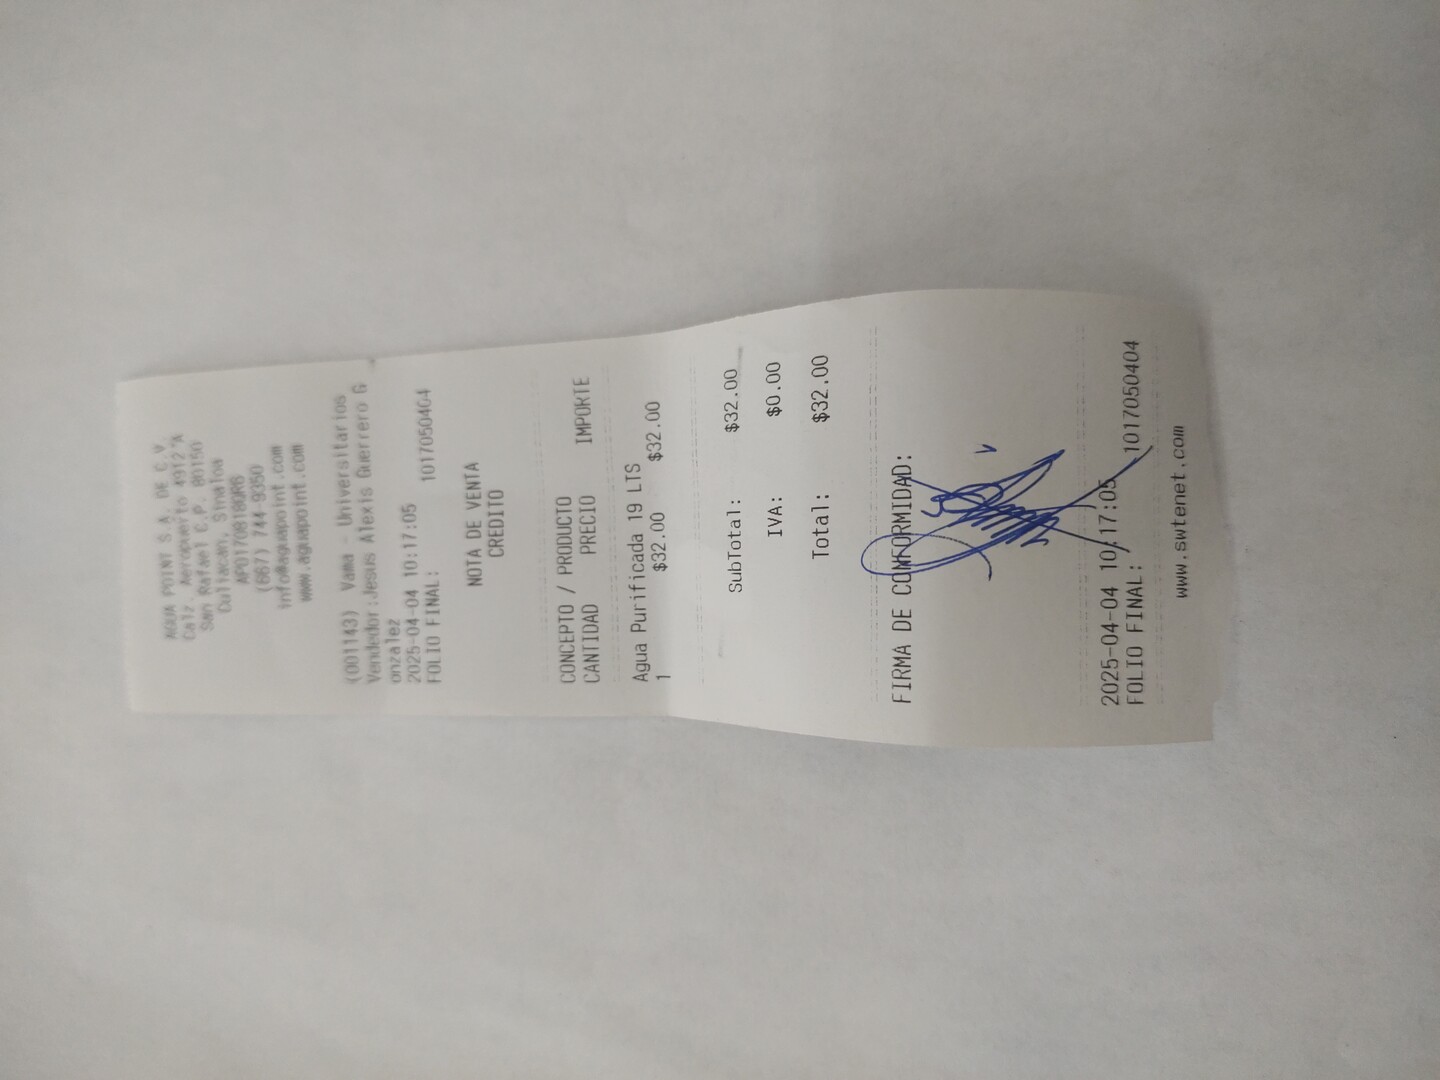 AGUA POINT S.A. DE C.V.
Calz. Aeropuerto 4912"A
San Rafael C.P. 80150
Culiacan, Sinaloa
(667) 744-9350
info@aguapoint.com
www.aguapoint.com
(001143) Vama Universitarios
Vendedor:Jesus Alexis Guerrero G
onzalez
2025-04-04 10:17:05
FOLIO FINAL: 1017050404
NOTA DE VENTA
CREDITO
CONCEPTO / PRODUCTO
CANTIDAD PRECIO IMPORTE
Agua Purificada 19 LTS
1 $32.00 $32.00
SubTotal: $32.00
IVA: $0.00
Total: $32.00
FIRMA DE CONFORMIDAD:
2025-04-04 10:17:05
FOLIO FINAL: 1017050404
www.swtenet.com